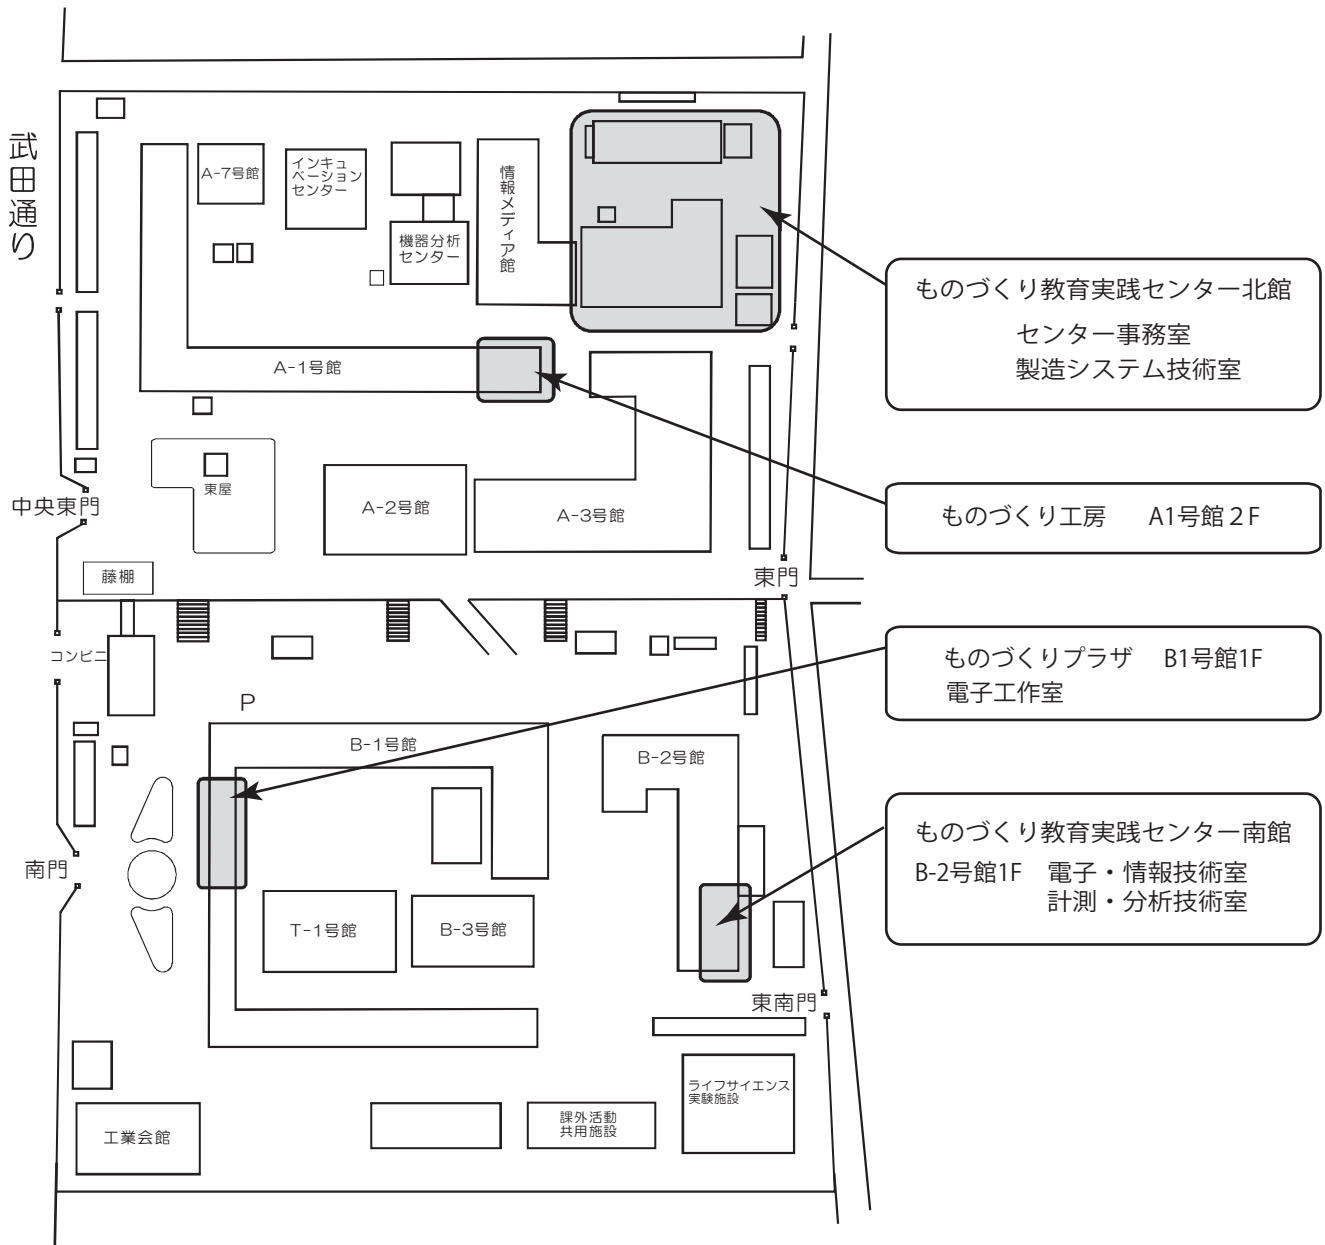 武田通り
A-7号館
インキュ
ベーション
センター
機器分析
センター
情報メディア館
ものづくり教育実践センター北館
センター事務室
製造システム技術室
A-1号館
東屋
A-2号館
A-3号館
中央東門
ものづくり工房 A1号館２F
藤棚
東門
コンビニ
P
ものづくりプラザ B1号館1F
電子工作室
B-1号館
B-2号館
南門
ものづくり教育実践センター南館
B-2号館1F 電子・情報技術室
計測・分析技術室
T-1号館
B-3号館
東南門
ライフサイエンス
実験施設
工業会館
課外活動
共用施設